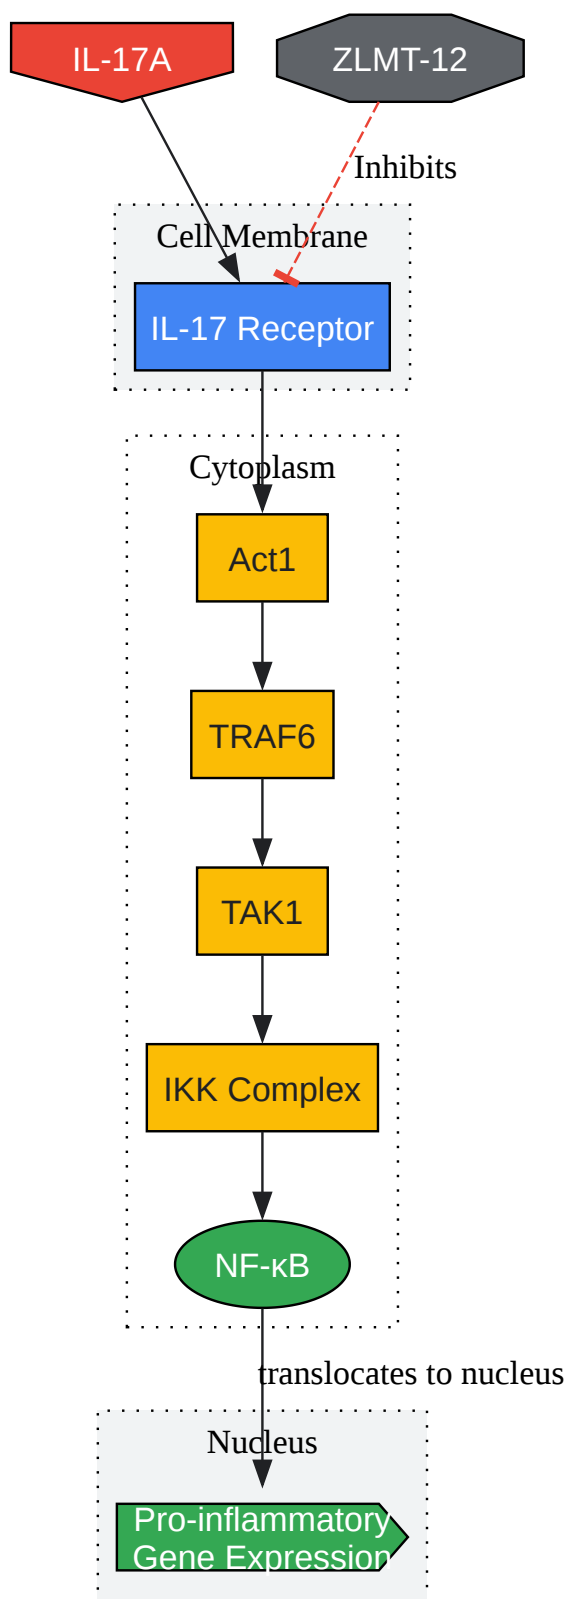 IL-17A
ZLMT-12
Inhibits
Cell Membrane
IL-17 Receptor
Cytoplasm
Act1
TRAF6
TAK1
IKK Complex
NF-κB
translocates to nucleus
Nucleus
Pro-inflammatory
Gene Expression